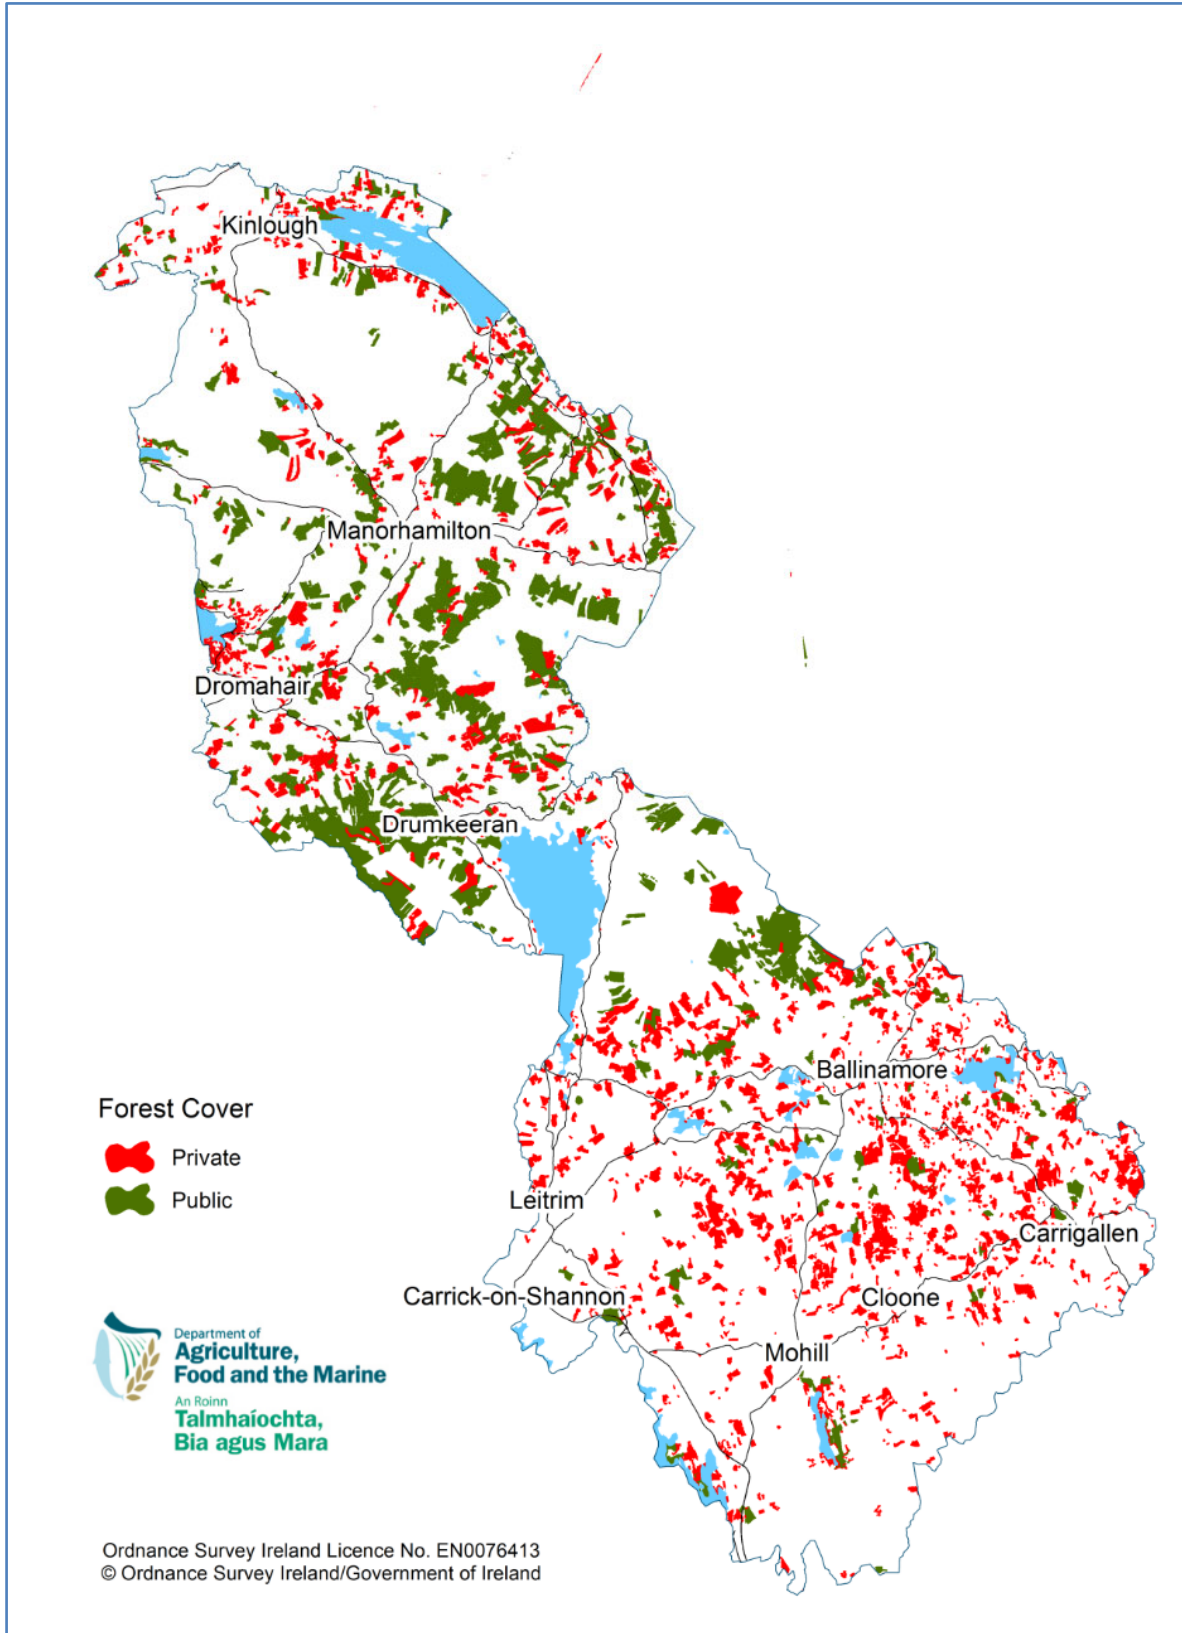 Kinlough
Manorhamilton
Dromahair
Drumkeeran
Ballinamore
Forest Cover
Private
Public
Leitrim
Carrigallen
Carrick-on-Shannon
Cloone
Mohill
Department of
Agriculture,
Food and the Marine
An Roinn
Talmhaíochta,
Bia agus Mara
Ordnance Survey Ireland Licence No. EN0076413
© Ordnance Survey Ireland/Government of Ireland